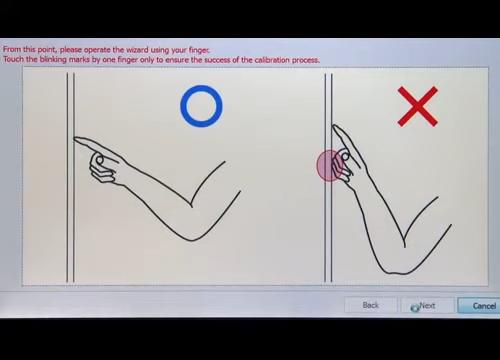 From this point, please operate the wizard using your finger.
Touch the blinking marks by one finger only to ensure the success of the calibration process.
Back
Next
Cancel